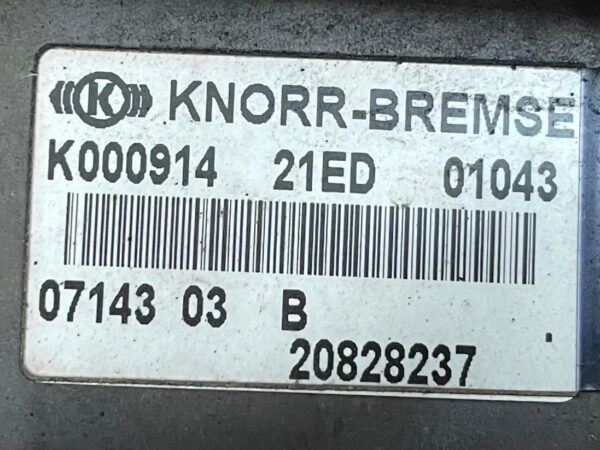 K KNORR-BREMSE
K000914 21ED 01043
07143 03 B
20828237